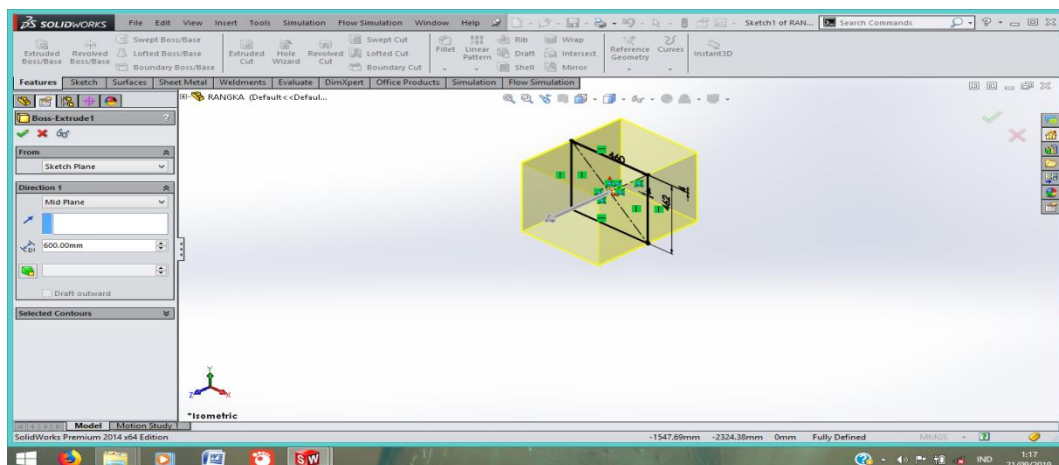 SOLIDWORKS File Edit View Insert Tools Simulation Flow Simulation Window Help Sketch1 of RAN... Search Commands
Extruded Boss/Base Revolved Boss/Base Swept Boss/Base Lofted Boss/Base Boundary Boss/Base Extruded Cut Hole Wizard Revolved Cut Swept Cut Lofted Cut Boundary Cut Fillet Linear Pattern Rib Draft Shell Wrap Intersect Mirror Reference Geometry Curves Instant3D
Features Sketch Surfaces Sheet Metal Weldments Evaluate DimXpert Office Products Simulation Flow Simulation
RANGKA (Default<<Defaul...
Boss-Extrude1 ?
From
Sketch Plane
Direction 1
Mid Plane
D1 600.00mm
Draft outward
Selected Contours
460
462
Y
Z X
*Isometric
Model Motion Study 1
SolidWorks Premium 2014 x64 Edition -1547.69mm -2324.38mm 0mm Fully Defined MMGS -
IND 1:17
21/09/2019